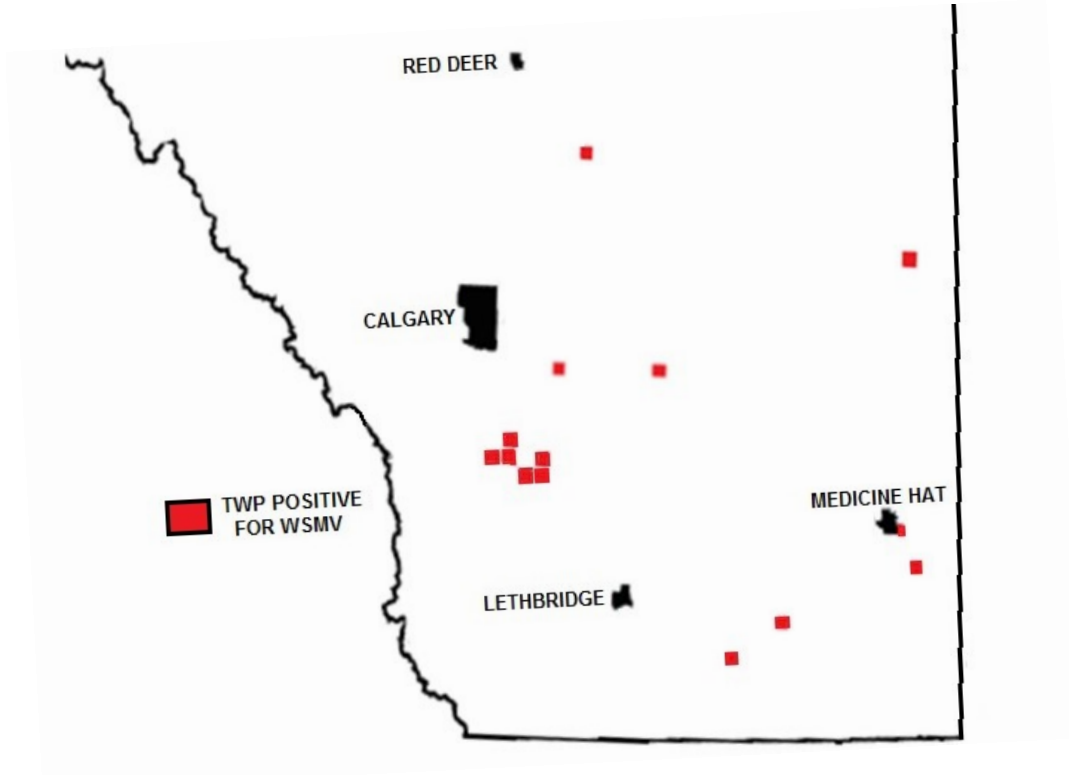 RED DEER
CALGARY
MEDICINE HAT
TWP POSITIVE
FOR WSMV
LETHBRIDGE